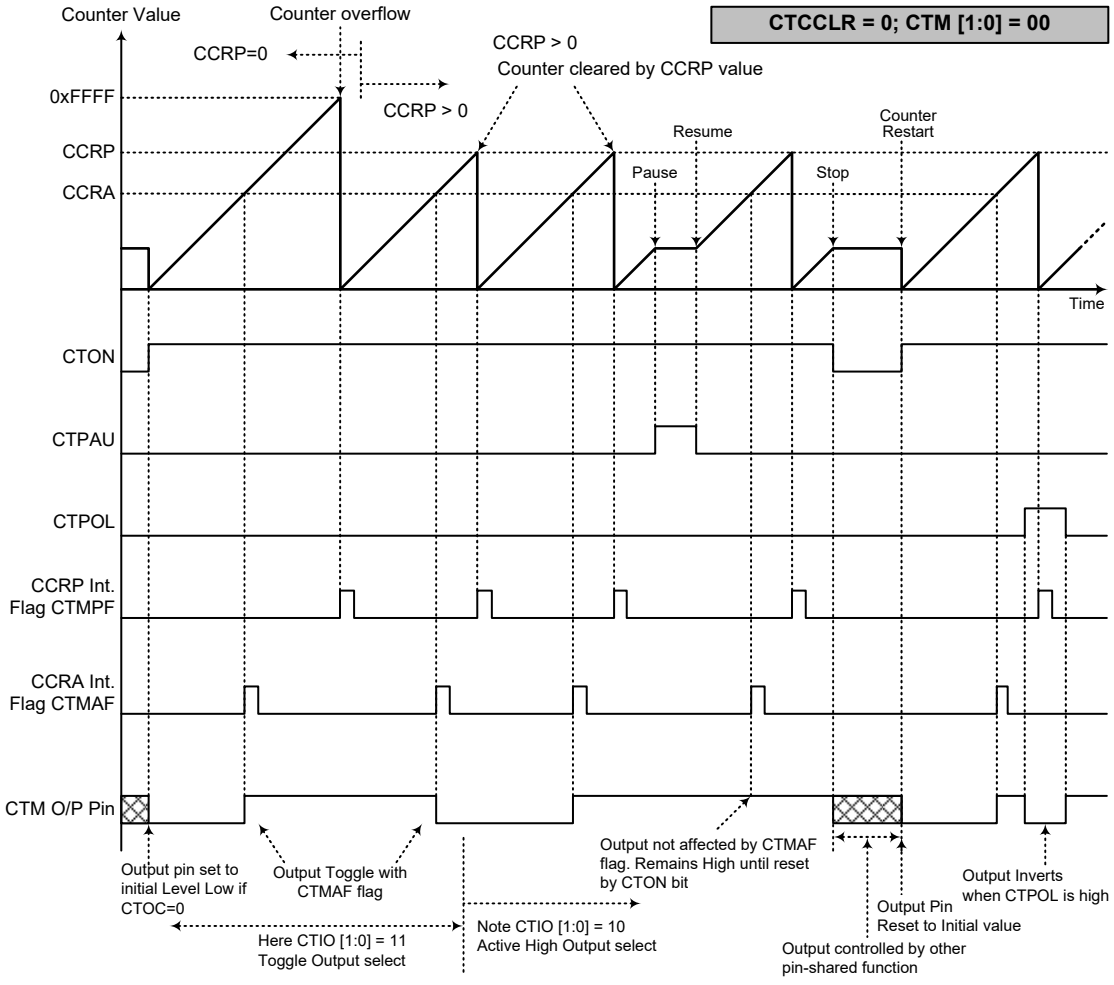 Counter Value
Counter overflow
CTCCLR = 0; CTM [1:0] = 00
CCRP=0
CCRP > 0
CCRP > 0
Counter cleared by CCRP value
0xFFFF
CCRP
CCRA
Pause
Resume
Stop
Counter
Restart
Time
CTON
CTPAU
CTPOL
CCRP Int.
Flag CTMPF
CCRA Int.
Flag CTMAF
CTM O/P Pin
Output pin set to
initial Level Low if
CTOC=0
Output Toggle with
CTMAF flag
Here CTIO [1:0] = 11
Toggle Output select
Note CTIO [1:0] = 10
Active High Output select
Output not affected by CTMAF
flag. Remains High until reset
by CTON bit
Output controlled by other
pin-shared function
Output Pin
Reset to Initial value
Output Inverts
when CTPOL is high